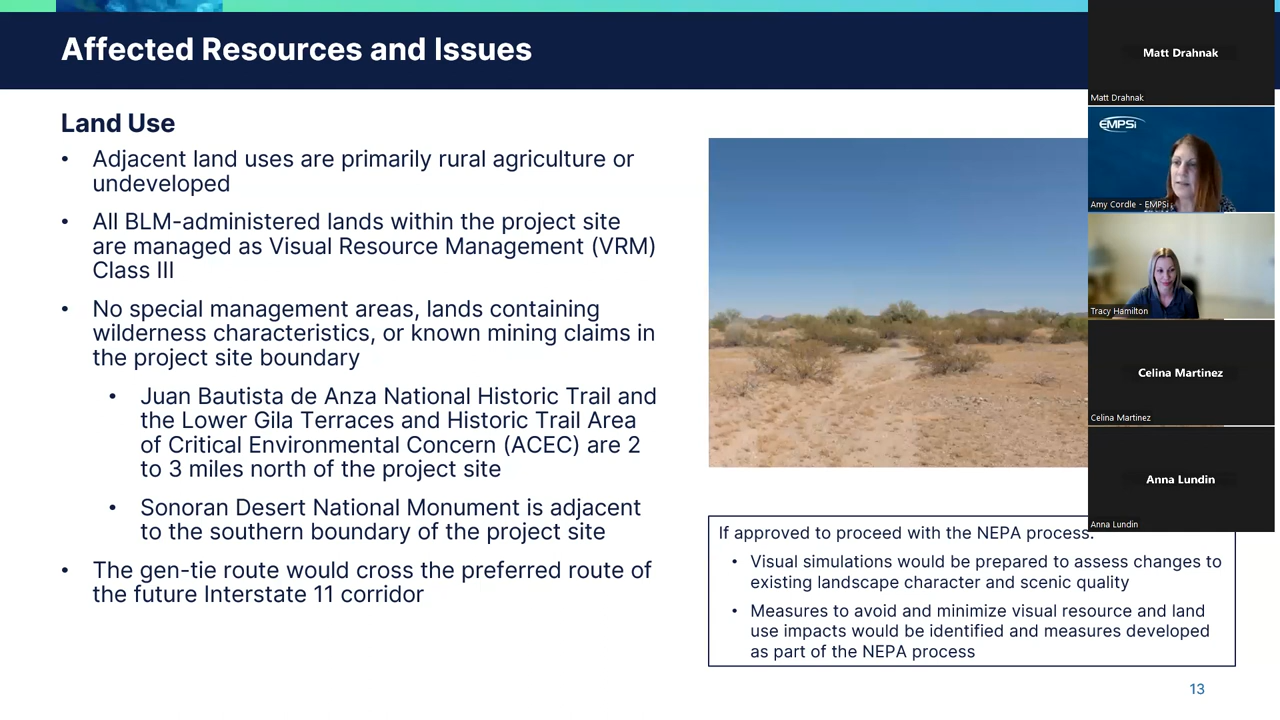 Affected Resources and Issues
Land Use
• Adjacent land uses are primarily rural agriculture or
undeveloped
• All BLM-administered lands within the project site
are managed as Visual Resource Management (VRM)
Class III
• No special management areas, lands containing
wilderness characteristics, or known mining claims in
the project site boundary
• Juan Bautista de Anza National Historic Trail and
the Lower Gila Terraces and Historic Trail Area
of Critical Environmental Concern (ACEC) are 2
to 3 miles north of the project site
• Sonoran Desert National Monument is adjacent
to the southern boundary of the project site
• The gen-tie route would cross the preferred route of
the future Interstate 11 corridor
If approved to proceed with the NEPA process:
• Visual simulations would be prepared to assess changes to
existing landscape character and scenic quality
• Measures to avoid and minimize visual resource and land
use impacts would be identified and measures developed
as part of the NEPA process
13
Matt Drahnak
Matt Drahnak
EMPSi
Amy Cordle - EMPSi
Tracy Hamilton
Celina Martinez
Celina Martinez
Anna Lundin
Anna Lundin